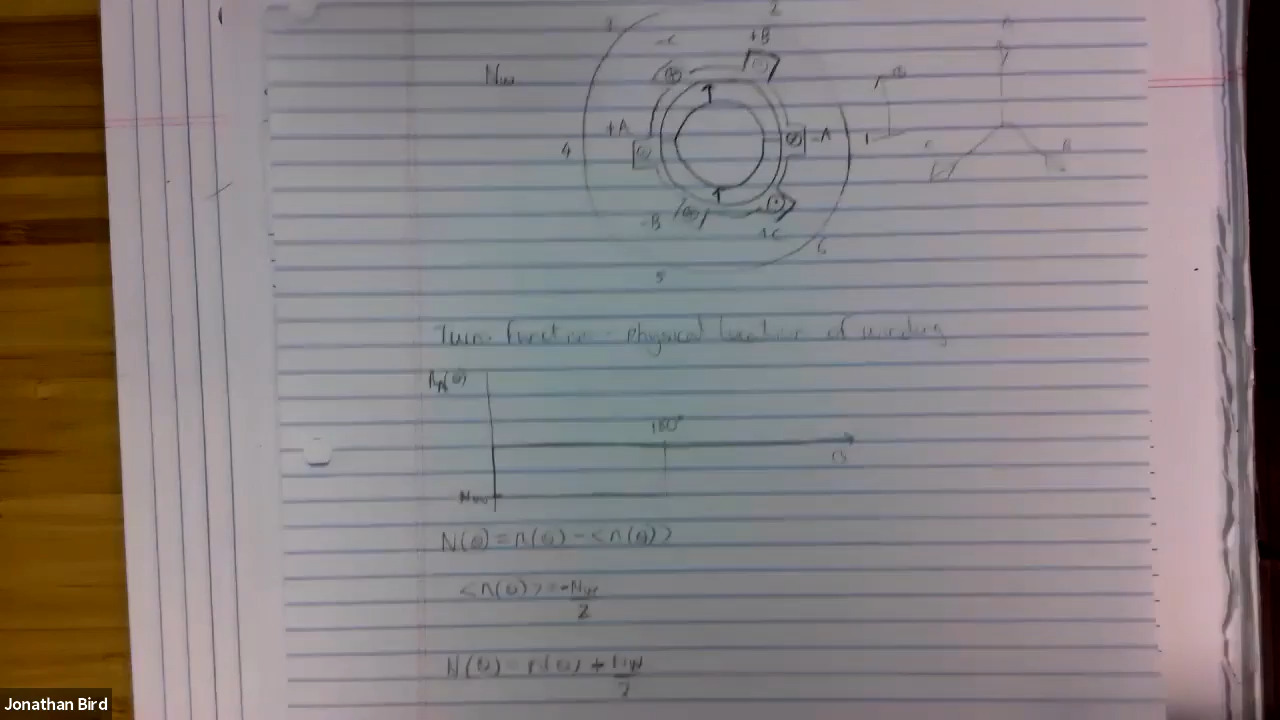 2
3
-C
+B
Nw
+A
-A
4
1
-B
+C
6
5
Turn function - physical location of winding
nA(θ)
180°
θ
Nw
N(θ) = n(θ) - <n(θ)>
<n(θ)> = -Nw/2
N(θ) = n(θ) + Nw/2
Jonathan Bird